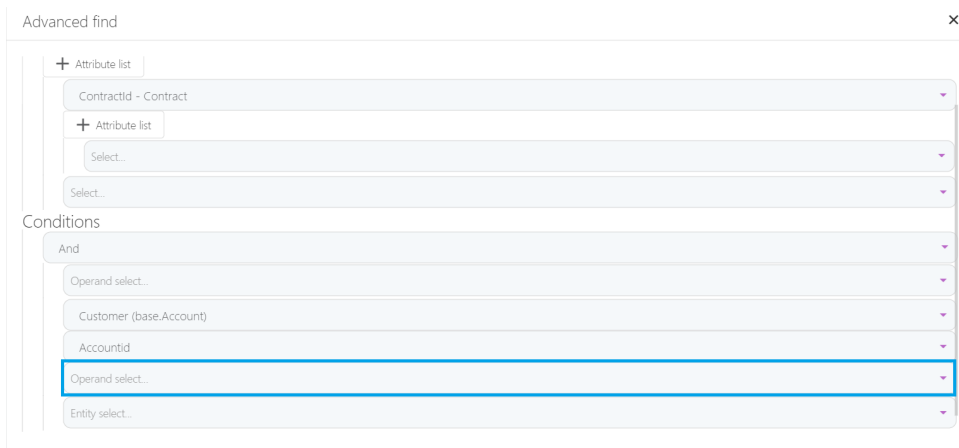 Advanced find
Attribute list
ContractId - Contract
Attribute list
Select...
Select...
Conditions
And
Operand select...
Customer (base.Account)
Accountid
Operand select...
Entity select...